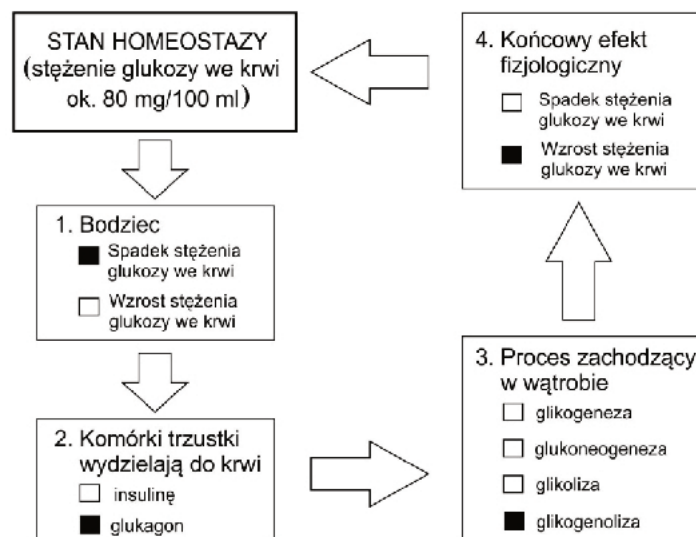 STAN HOMEOSTAZY
(stężenie glukozy we krwi
ok. 80 mg/100 ml)
1. Bodziec
Spadek stężenia
glukozy we krwi
Wzrost stężenia
glukozy we krwi
2. Komórki trzustki
wydzielają do krwi
insulinę
glukagon
3. Proces zachodzący
w wątrobie
glikogeneza
glukoneogeneza
glikoliza
glikogenoliza
4. Końcowy efekt
fizjologiczny
Spadek stężenia
glukozy we krwi
Wzrost stężenia
glukozy we krwi